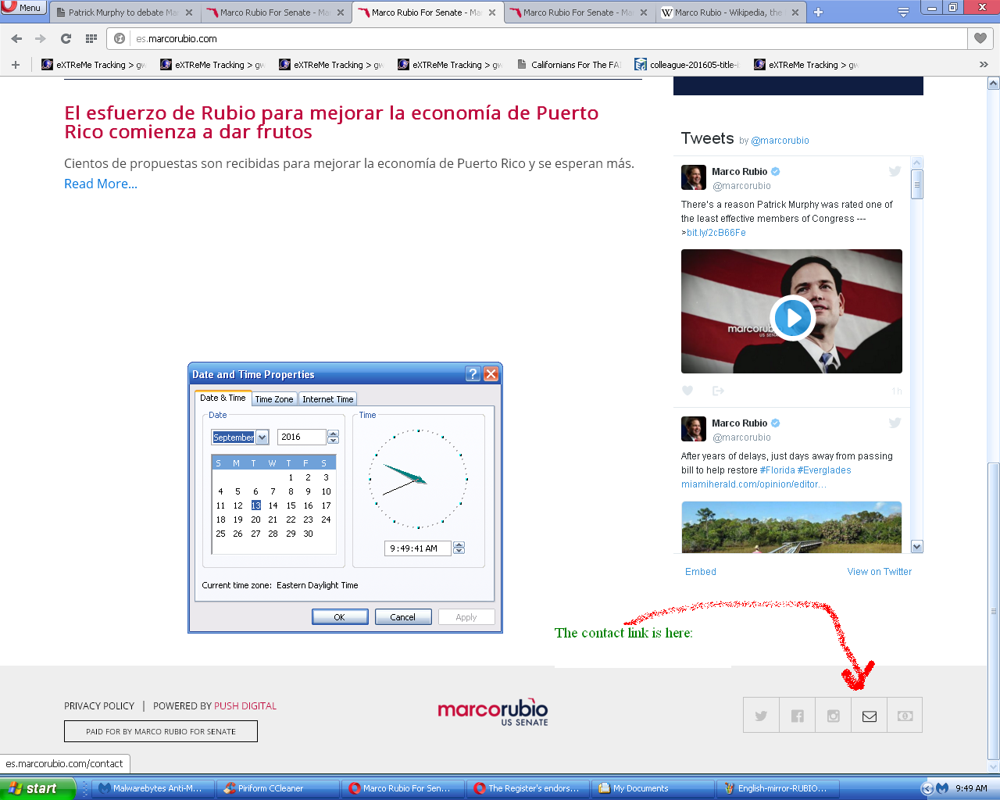 Menu
Patrick Murphy to debate Ma
Marco Rubio For Senate - Ma
Marco Rubio For Senate - Ma
Marco Rubio For Senate - Ma
Marco Rubio - Wikipedia, the
es.marcorubio.com
eXTReMe Tracking > gw
eXTReMe Tracking > gw
eXTReMe Tracking > gw
eXTReMe Tracking > gw
Californians For The FAI
colleague-201605-title-i
eXTReMe Tracking > gw
El esfuerzo de Rubio para mejorar la economía de Puerto
Rico comienza a dar frutos
Cientos de propuestas son recibidas para mejorar la economía de Puerto Rico y se esperan más.
Read More...
Tweets by @marcorubio
Marco Rubio
@marcorubio
There's a reason Patrick Murphy was rated one of
the least effective members of Congress ---
>bit.ly/2cB66Fe
marcorubio
US SENATE
1h
Marco Rubio
@marcorubio
After years of delays, just days away from passing
bill to help restore #Florida #Everglades
miamiherald.com/opinion/editor…
Embed
View on Twitter
Date and Time Properties
Date & Time
Time Zone
Internet Time
Date
September
2016
S M T W T F S
1 2 3
4 5 6 7 8 9 10
11 12 13 14 15 16 17
18 19 20 21 22 23 24
25 26 27 28 29 30
Time
9:49:41 AM
Current time zone: Eastern Daylight Time
OK
Cancel
Apply
The contact link is here:
PRIVACY POLICY | POWERED BY PUSH DIGITAL
PAID FOR BY MARCO RUBIO FOR SENATE
marcorubio
US SENATE
es.marcorubio.com/contact
start
Malwarebytes Anti-M...
Piriform CCleaner
Marco Rubio For Sen...
The Register's endors...
My Documents
English-mirror-RUBIO...
9:49 AM